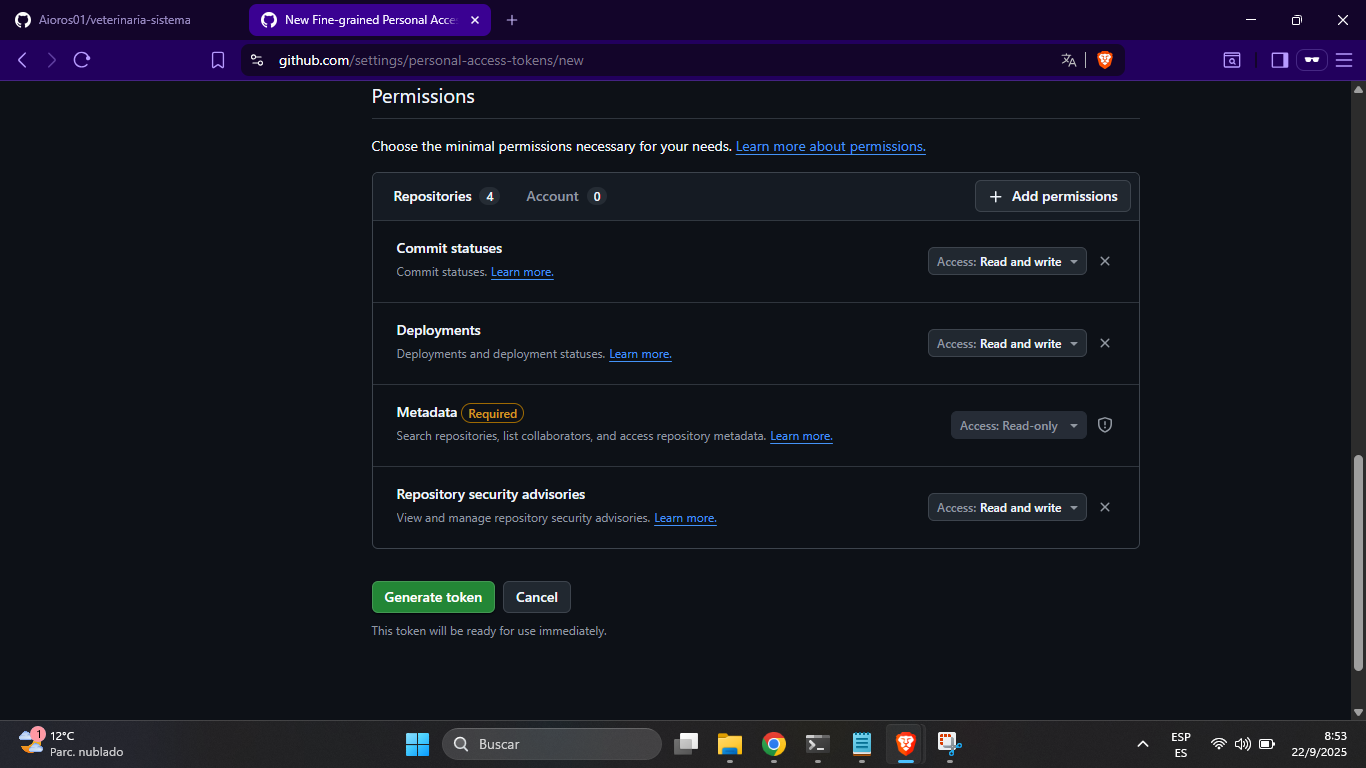 Aioros01/veterinaria-sistema
New Fine-grained Personal Acce
github.com/settings/personal-access-tokens/new
Permissions
Choose the minimal permissions necessary for your needs. Learn more about permissions.
Repositories 4 Account 0 Add permissions
Commit statuses
Commit statuses. Learn more.
Access: Read and write
Deployments
Deployments and deployment statuses. Learn more.
Access: Read and write
Metadata Required
Search repositories, list collaborators, and access repository metadata. Learn more.
Access: Read-only
Repository security advisories
View and manage repository security advisories. Learn more.
Access: Read and write
Generate token Cancel
This token will be ready for use immediately.
1
12°C
Parc. nublado
Buscar
ESP
ES
8:53
22/9/2025